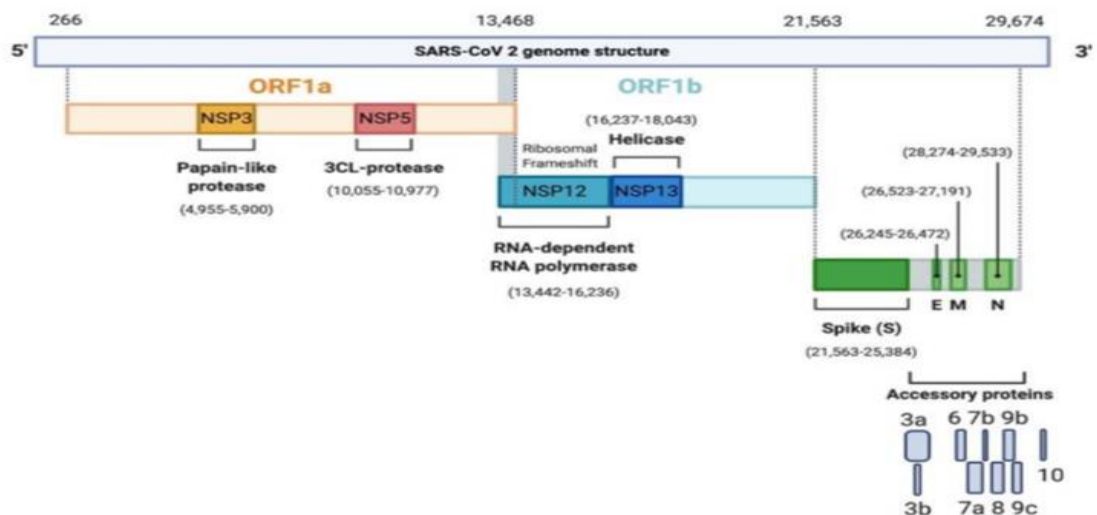 266 13,468 21,563 29,674
5' SARS-CoV 2 genome structure 3'
ORF1a ORF1b
NSP3 NSP5
(16,237-18,043)
Helicase
Ribosomal
Frameshift
Papain-like
protease
(4,955-5,900)
3CL-protease
(10,055-10,977)
NSP12 NSP13
RNA-dependent
RNA polymerase
(13,442-16,236)
(28,274-29,533)
(26,523-27,191)
(26,245-26,472)
E M N
Spike (S)
(21,563-25,384)
Accessory proteins
3a 6 7b 9b
10
3b 7a 8 9c